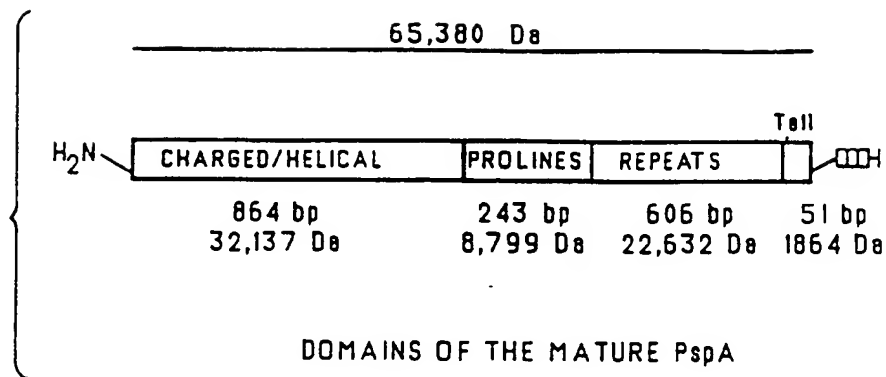 65,380 Da
Tail
H2N CHARGED/HELICAL PROLINES REPEATS COOH
864 bp 243 bp 606 bp 51 bp
32,137 Da 8,799 Da 22,632 Da 1864 Da
DOMAINS OF THE MATURE PspA